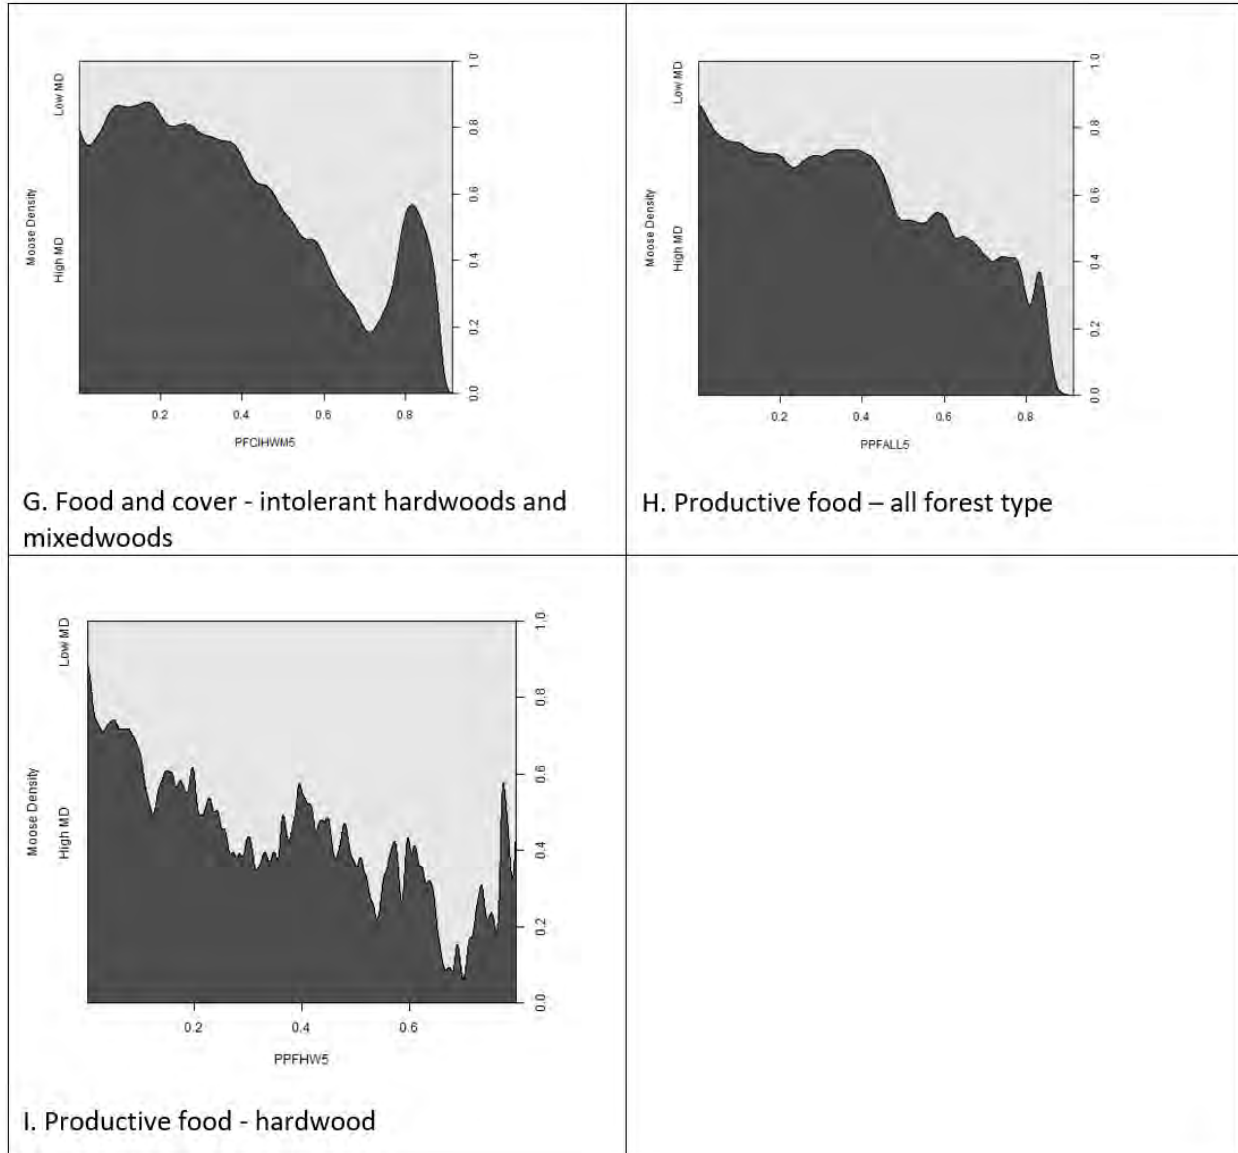 Low MD
High MD
Moose Density
1.0
0.8
0.6
0.4
0.2
0.0
0.2
0.4
0.6
0.8
PFCIHWM5
G. Food and cover - intolerant hardwoods and
mixedwoods
Low MD
High MD
Moose Density
1.0
0.8
0.6
0.4
0.2
0.0
0.2
0.4
0.6
0.8
PPFALL5
H. Productive food – all forest type
Low MD
High MD
Moose Density
1.0
0.8
0.6
0.4
0.2
0.0
0.2
0.4
0.6
PPFHW5
I. Productive food - hardwood